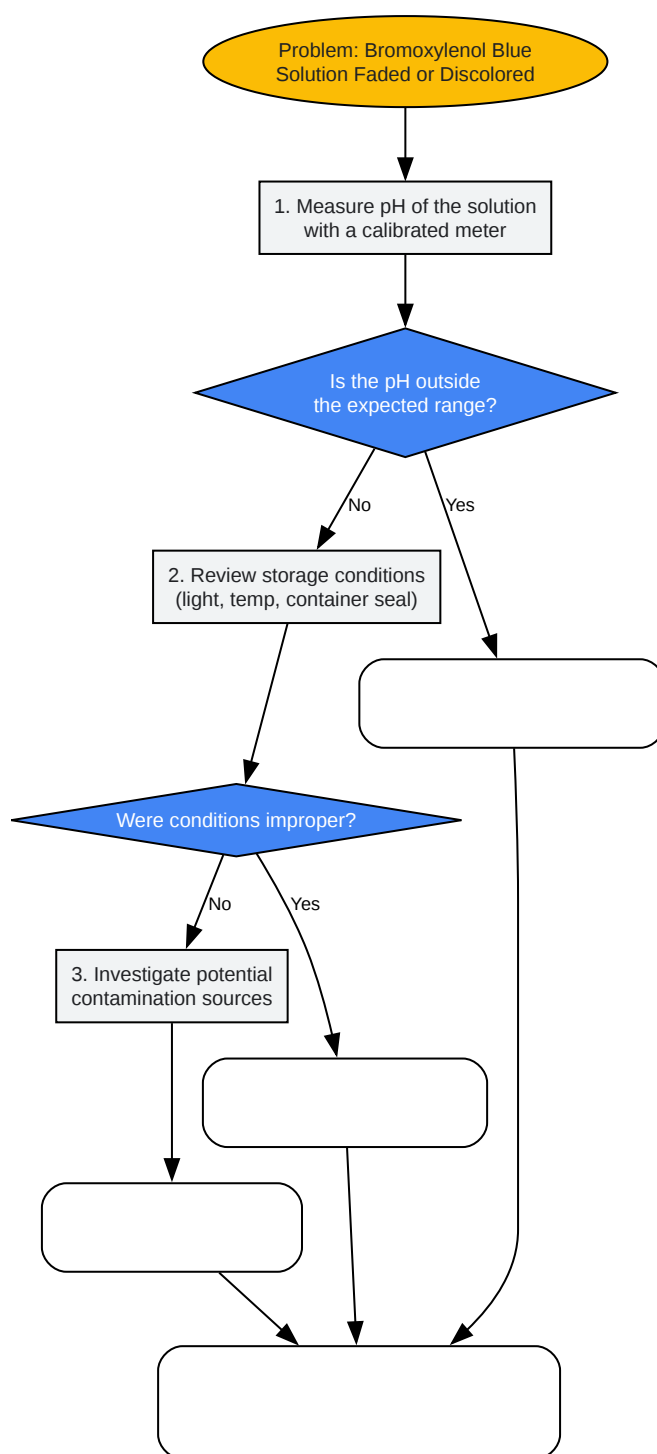 Problem: Bromoxylenol Blue
Solution Faded or Discolored
1. Measure pH of the solution
with a calibrated meter
Is the pH outside
the expected range?
No
Yes
2. Review storage conditions
(light, temp, container seal)
Were conditions improper?
No
Yes
3. Investigate potential
contamination sources